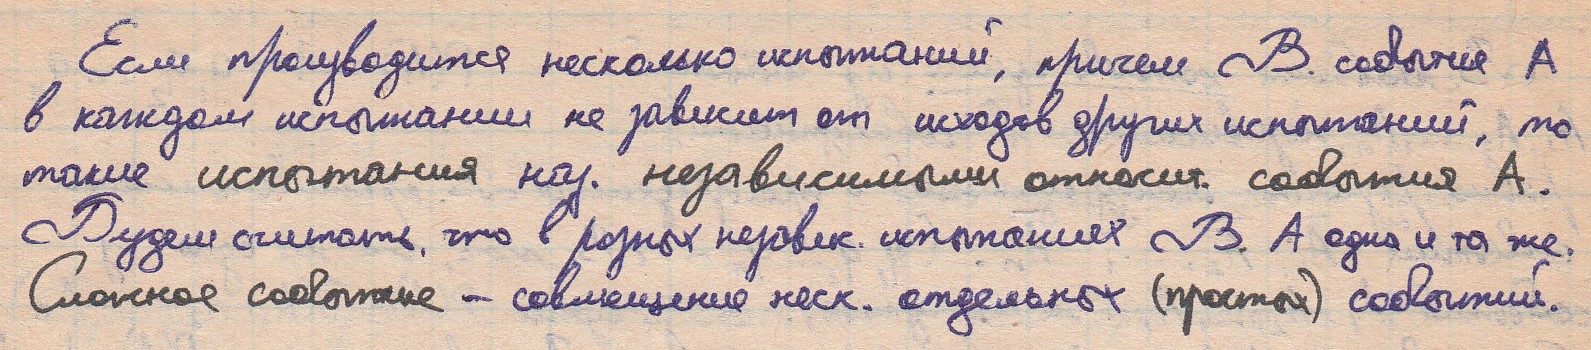 Если производится несколько испытаний, причем В. событие А
в каждом испытании не зависит от исходов других испытаний, то
такие испытания наз. независимыми относит. события А.
Будем считать, что в разных независ. испытаниях В. А одна и та же.
Сложное событие – совмещение неск. отдельных (простых) событий.